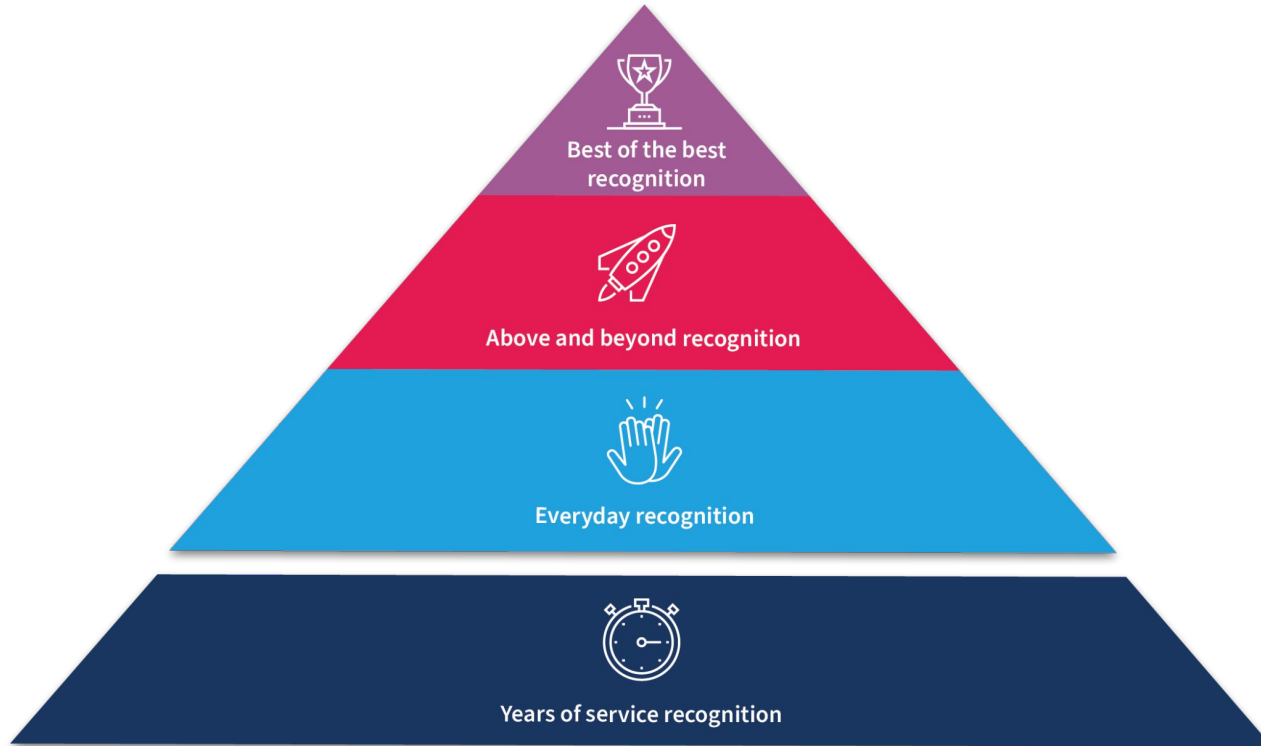 Best of the best
recognition
Above and beyond recognition
Everyday recognition
Years of service recognition